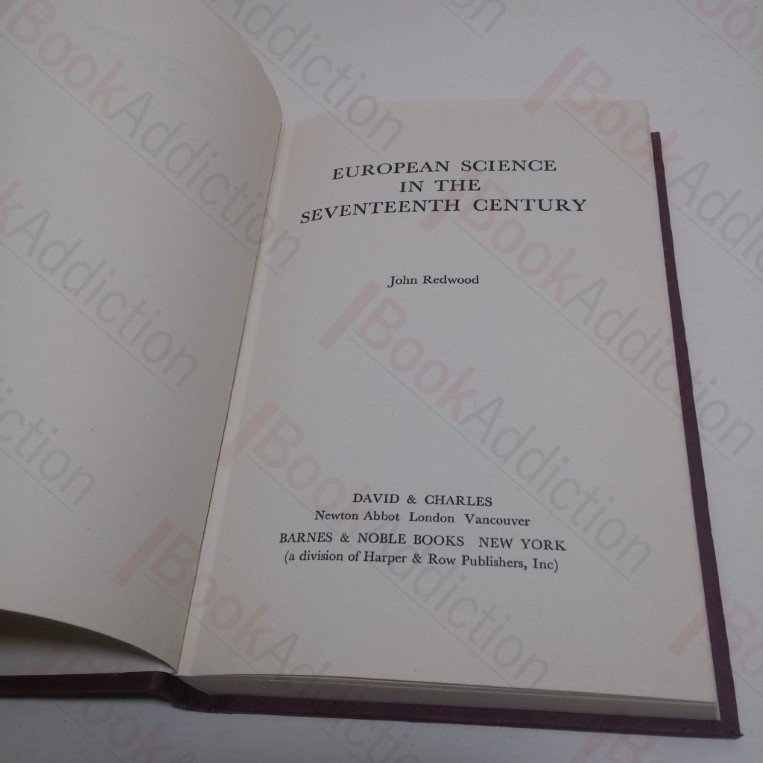 EUROPEAN SCIENCE
IN THE
SEVENTEENTH CENTURY
John Redwood
DAVID & CHARLES
Newton Abbot London Vancouver
BARNES & NOBLE BOOKS NEW YORK
(a division of Harper & Row Publishers, Inc)
BookAddiction